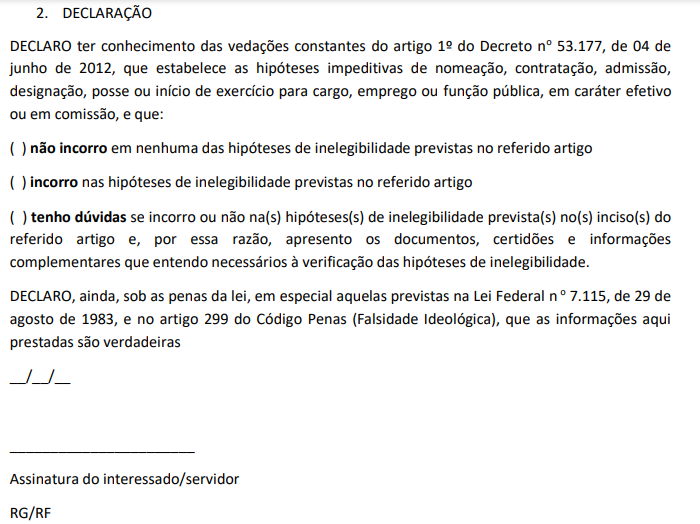 2. DECLARAÇÃO
DECLARO ter conhecimento das vedações constantes do artigo 1º do Decreto nº 53.177, de 04 de
junho de 2012, que estabelece as hipóteses impeditivas de nomeação, contratação, admissão,
designação, posse ou início de exercício para cargo, emprego ou função pública, em caráter efetivo
ou em comissão, e que:
( ) não incorro em nenhuma das hipóteses de inelegibilidade previstas no referido artigo
( ) incorro nas hipóteses de inelegibilidade previstas no referido artigo
( ) tenho dúvidas se incorro ou não na(s) hipóteses(s) de inelegibilidade prevista(s) no(s) inciso(s) do
referido artigo e, por essa razão, apresento os documentos, certidões e informações
complementares que entendo necessários à verificação das hipóteses de inelegibilidade.
DECLARO, ainda, sob as penas da lei, em especial aquelas previstas na Lei Federal nº 7.115, de 29 de
agosto de 1983, e no artigo 299 do Código Penas (Falsidade Ideológica), que as informações aqui
prestadas são verdadeiras
__/__/__
_______________________
Assinatura do interessado/servidor
RG/RF